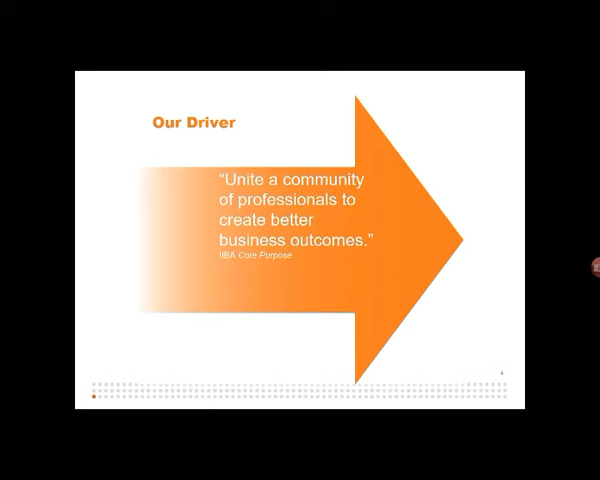 Our Driver
“Unite a community
of professionals to
create better
business outcomes.”
IIBA Core Purpose